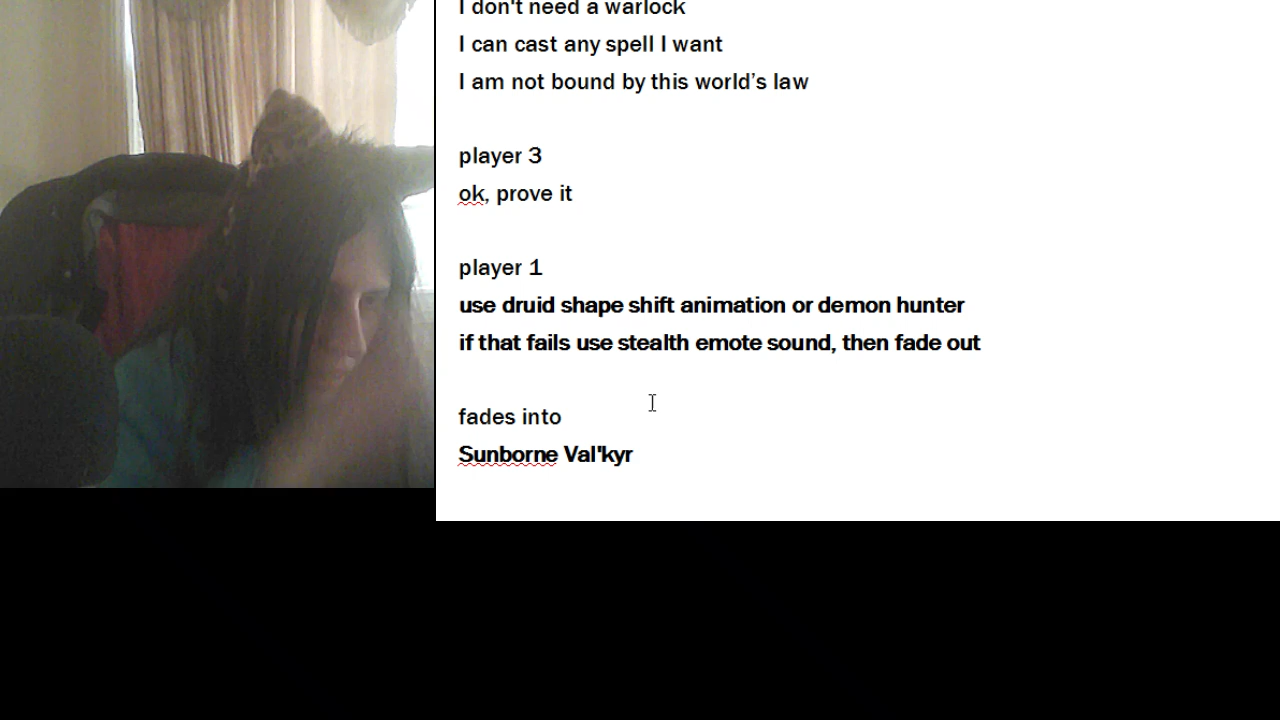 I don't need a warlock
I can cast any spell I want
I am not bound by this world’s law
player 3
ok, prove it
player 1
use druid shape shift animation or demon hunter
if that fails use stealth emote sound, then fade out
fades into
Sunborne Val'kyr